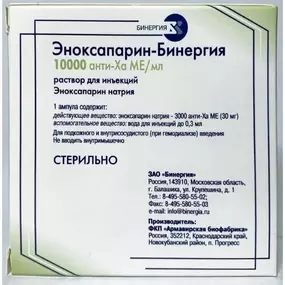 БИНЕРГИЯ
Эноксапарин-Бинергия
10000 анти-Ха МЕ/мл
раствор для инъекций
Эноксапарин натрия
1 ампула содержит:
действующее вещество: эноксапарин натрия - 3000 анти-Ха МЕ (30 мг)
вспомогательное вещество: вода для инъекций до 0,3 мл
Для подкожного и внутрисосудистого (при гемодиализе) введения
Не вводить внутримышечно
СТЕРИЛЬНО
ЗАО «Бинергия»
Россия,143910, Московская область,
г. Балашиха, ул. Крупешина, д. 1
Тел.: 8-495-580-55-02;
Факс: 8-495-580-55-03
e-mail: info@binergia.ru
Производитель:
ФКП «Армавирская биофабрика»
Россия, 352212, Краснодарский край,
Новокубанский район, п. Прогресс